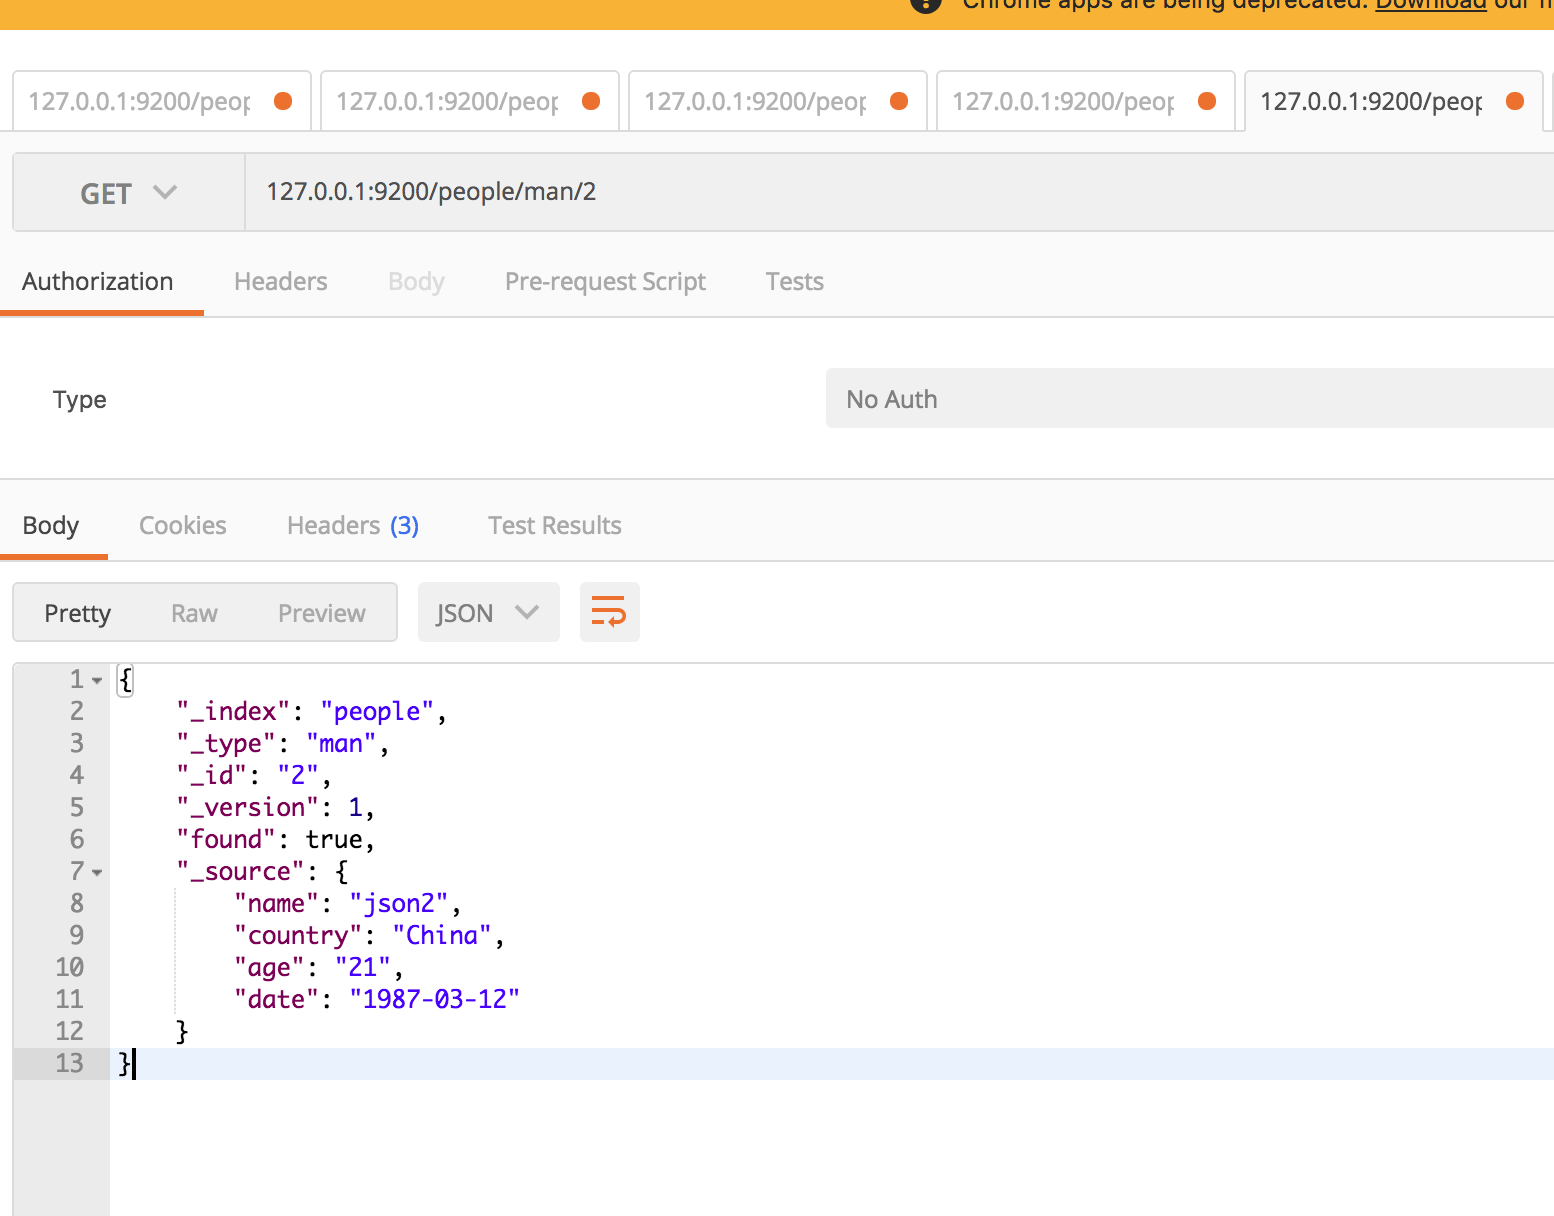 Chrome apps are being deprecated. Download our
127.0.0.1:9200/peop 127.0.0.1:9200/peop 127.0.0.1:9200/peop 127.0.0.1:9200/peop 127.0.0.1:9200/peop
GET 127.0.0.1:9200/people/man/2
Authorization Headers Body Pre-request Script Tests
Type No Auth
Body Cookies Headers (3) Test Results
Pretty Raw Preview JSON
1 {
2 "_index": "people",
3 "_type": "man",
4 "_id": "2",
5 "_version": 1,
6 "found": true,
7 "_source": {
8 "name": "json2",
9 "country": "China",
10 "age": "21",
11 "date": "1987-03-12"
12 }
13 }